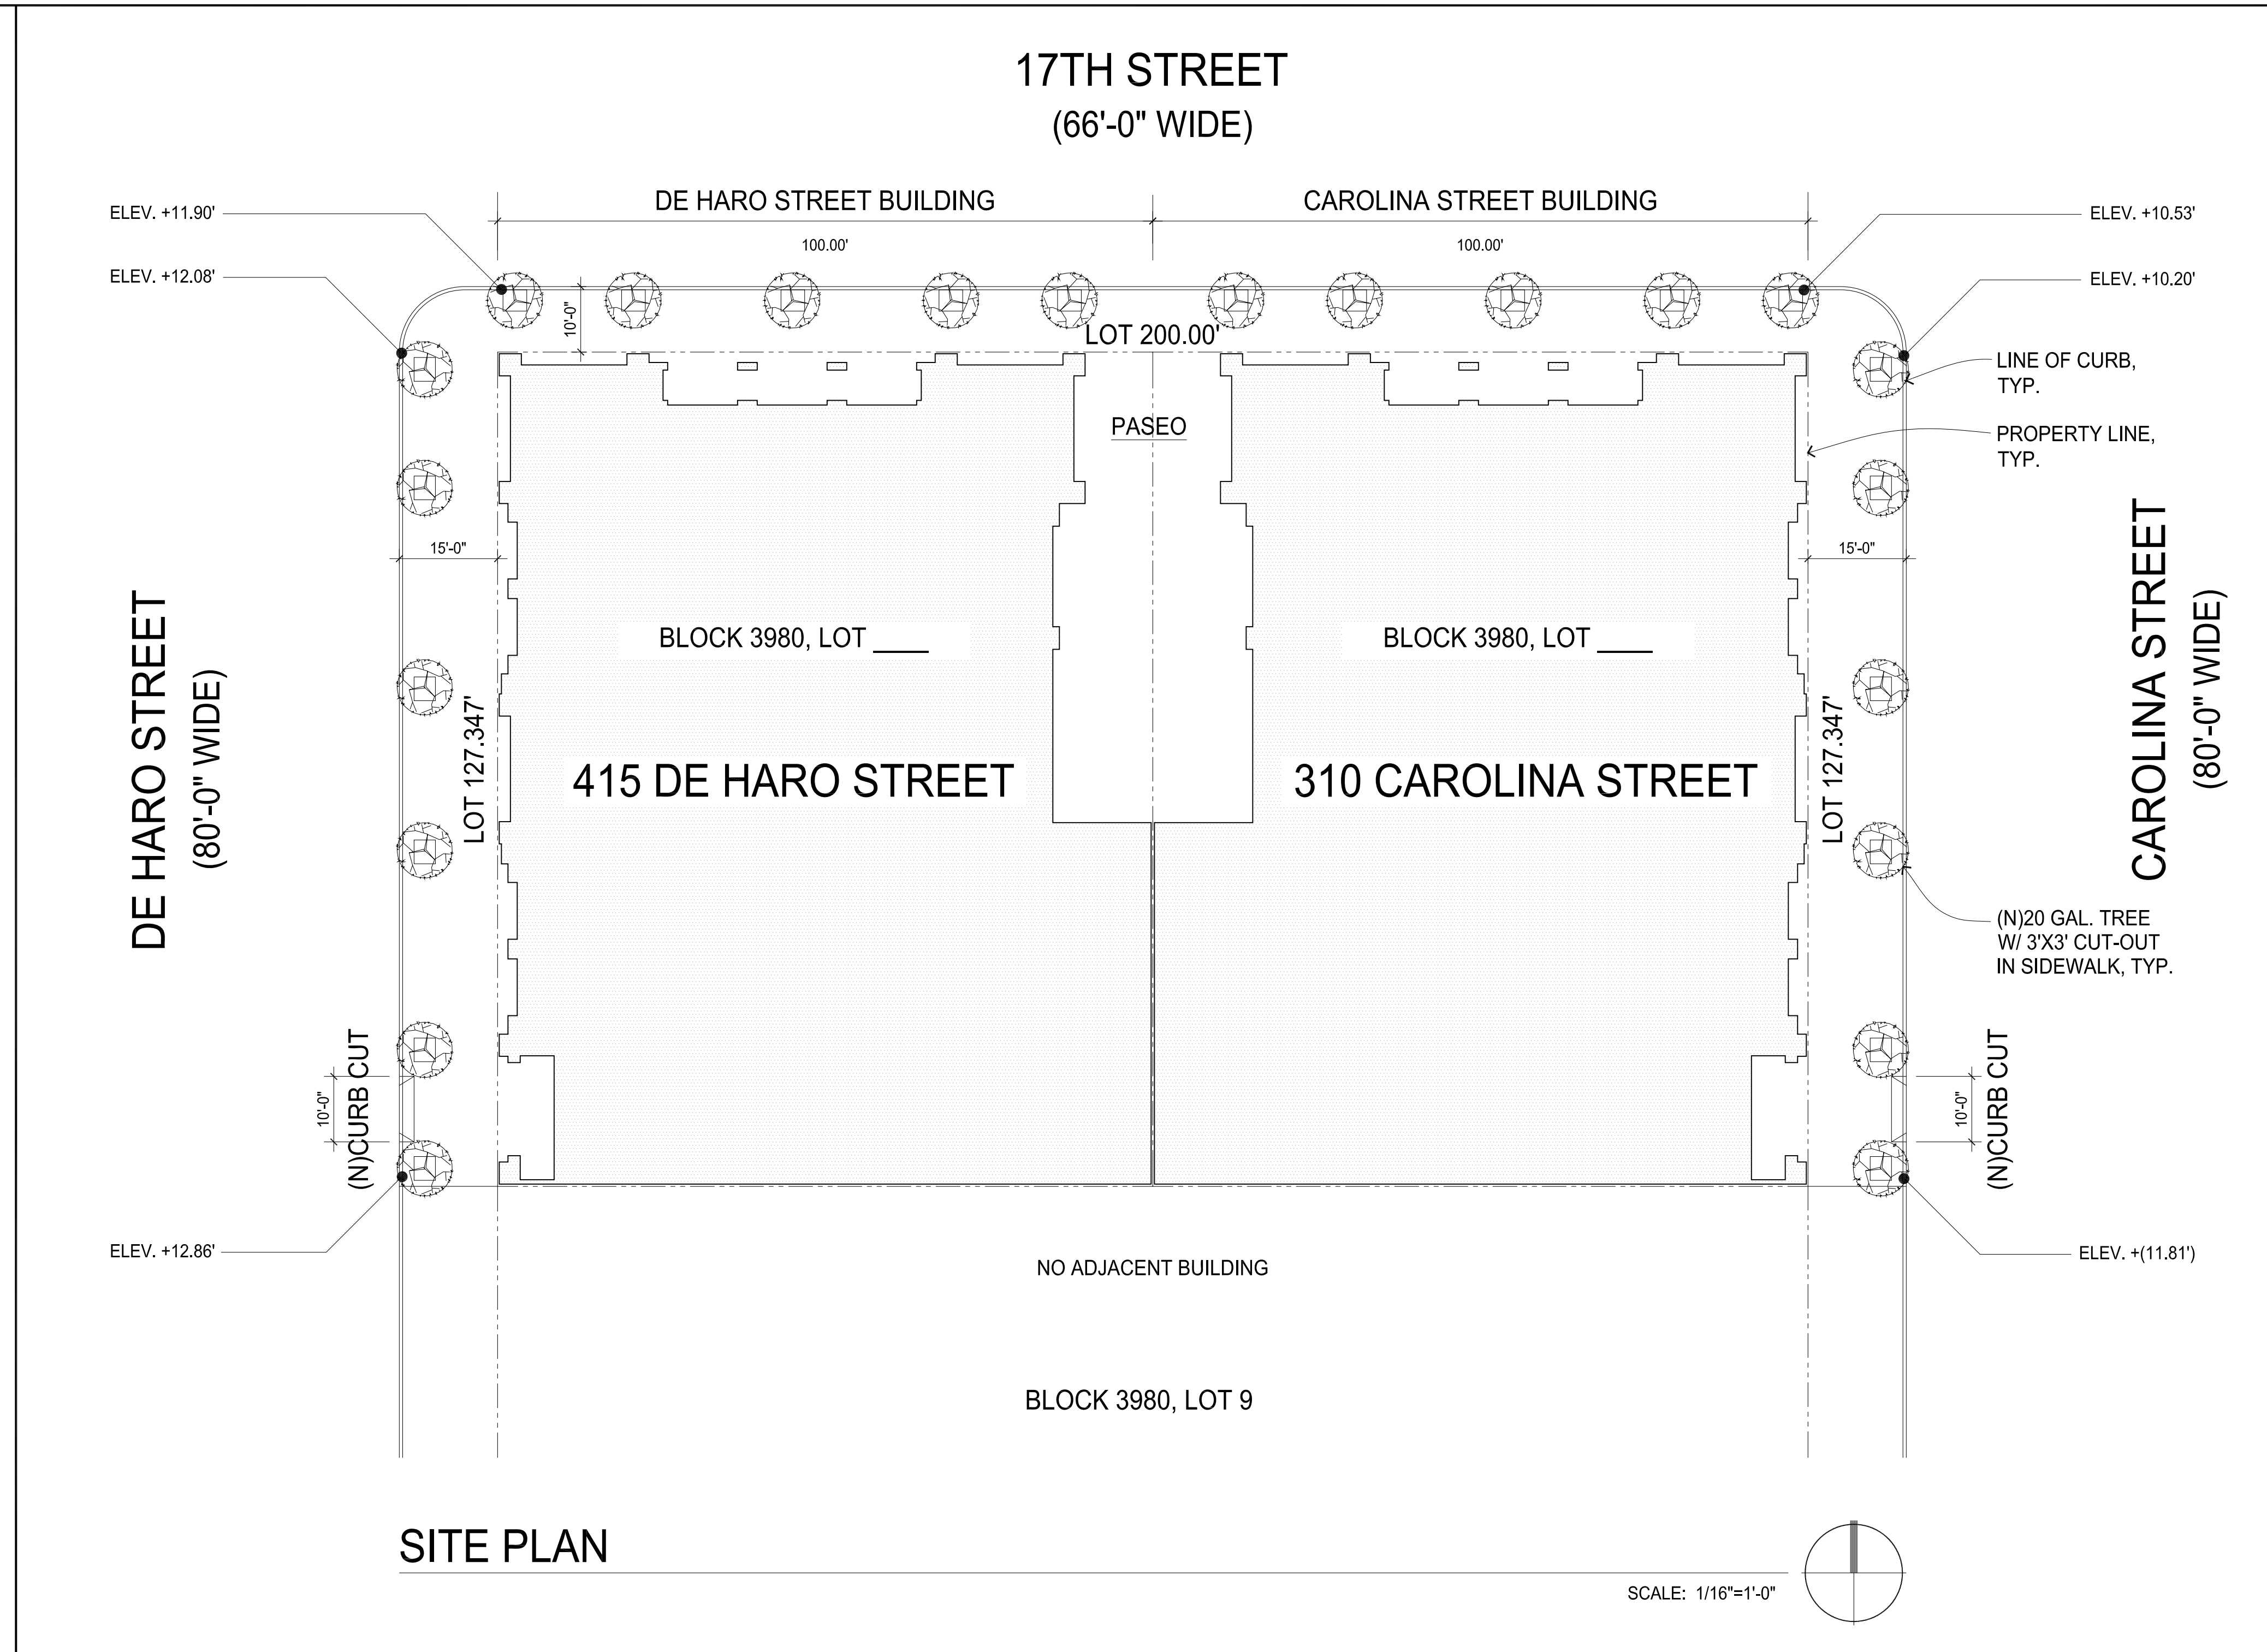 17TH STREET
(66'-0" WIDE)
DE HARO STREET BUILDING
CAROLINA STREET BUILDING
ELEV. +11.90'
ELEV. +10.53'
100.00'
100.00'
ELEV. +12.08'
ELEV. +10.20'
10'-0"
LOT 200.00'
LINE OF CURB,
TYP.
PASEO
PROPERTY LINE,
TYP.
15'-0"
15'-0"
DE HARO STREET
(80'-0" WIDE)
CAROLINA STREET
(80'-0" WIDE)
BLOCK 3980, LOT ____
BLOCK 3980, LOT ____
LOT 127.347'
LOT 127.347'
415 DE HARO STREET
310 CAROLINA STREET
(N)20 GAL. TREE
W/ 3'X3' CUT-OUT
IN SIDEWALK, TYP.
10'-0"
(N)CURB CUT
10'-0"
(N)CURB CUT
ELEV. +12.86'
ELEV. +(11.81')
NO ADJACENT BUILDING
BLOCK 3980, LOT 9
SITE PLAN
SCALE: 1/16"=1'-0"